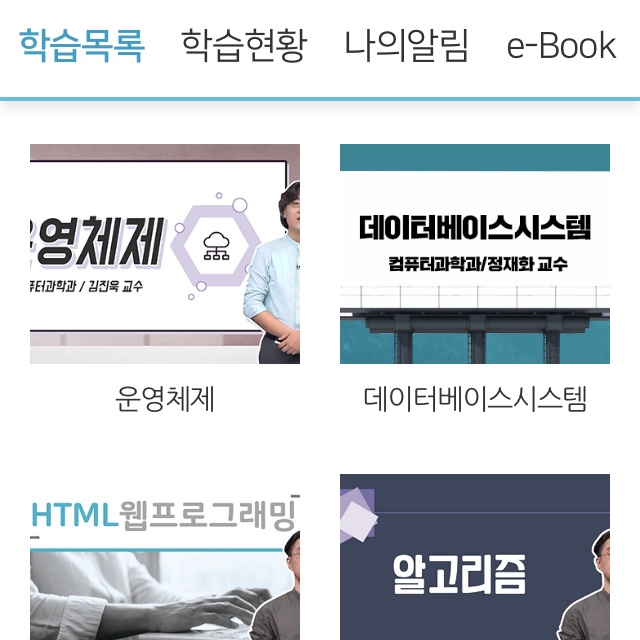 학습목록 학습현황 나의알림 e-Book
운영체제
퓨터과학과 / 김진욱 교수
데이터베이스시스템
컴퓨터과학과/정재화 교수
운영체제
데이터베이스시스템
HTML웹프로그래밍
알고리즘